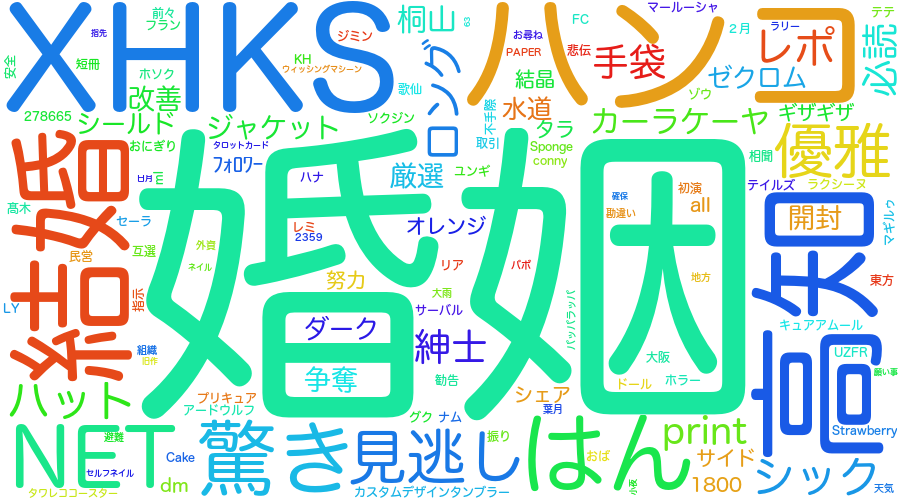 XHKS
ハンコ
婚姻
結婚
高知
NET
はん
驚き
見逃し
優雅
シック
ハット
print
レポ
手袋
必読
桐山
ロング
ゼクロム
結晶
水道
カーラケーヤ
ギザギザ
シールド
ジャケット
改善
厳選
オレンジ
紳士
ダーク
争奪
努力
開封
サイド
1800
シェア
タラ
フォロワー
all
dm
前々
フラン
指先
安全
短冊
ホソク
278665
おにぎり
タロットカード
ジミン
KH
ウィッシングマシーン
歌仙
ソクジン
不手際
取引
63
お尋ね
PAPER
FC
悲伝
マールーシャ
2月
ラリー
テテ
ゾウ
Sponge
conny
ユンギ
相聞
テイルズ
ラクシーヌ
マギルゥ
東方
初演
勘違い
確保
地方
髙木
セーラ
互選
民営
指示
外資
ネイル
ハナ
レミ
2359
リア
パポ
大雨
サーバル
バッパラッパ
大阪
ドール
ホラー
勧告
葉月
LY
組織
旧作
プリキュア
アードウルフ
グク
ナム
振り
避難
セルフネイル
Cake
タワレココースター
カスタムデザインタンブラー
おぱ
小夜
キュアアムール
UZFR
願い事
Strawberry
天気